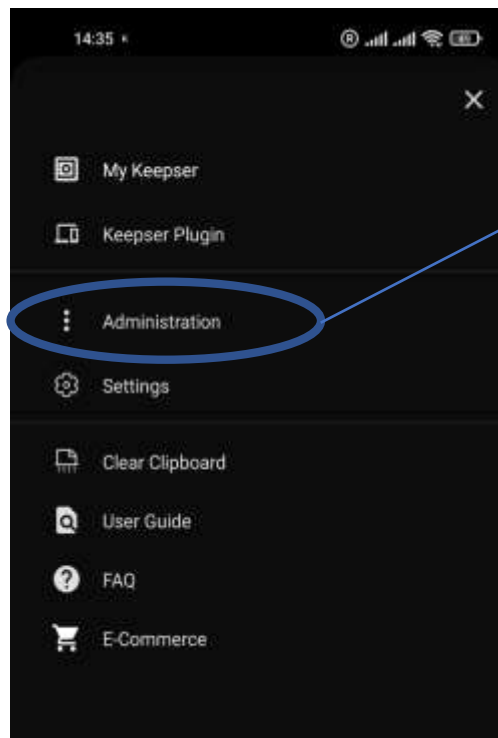 14:35
My Keepser
Keepser Plugin
Administration
Settings
Clear Clipboard
User Guide
FAQ
E-Commerce